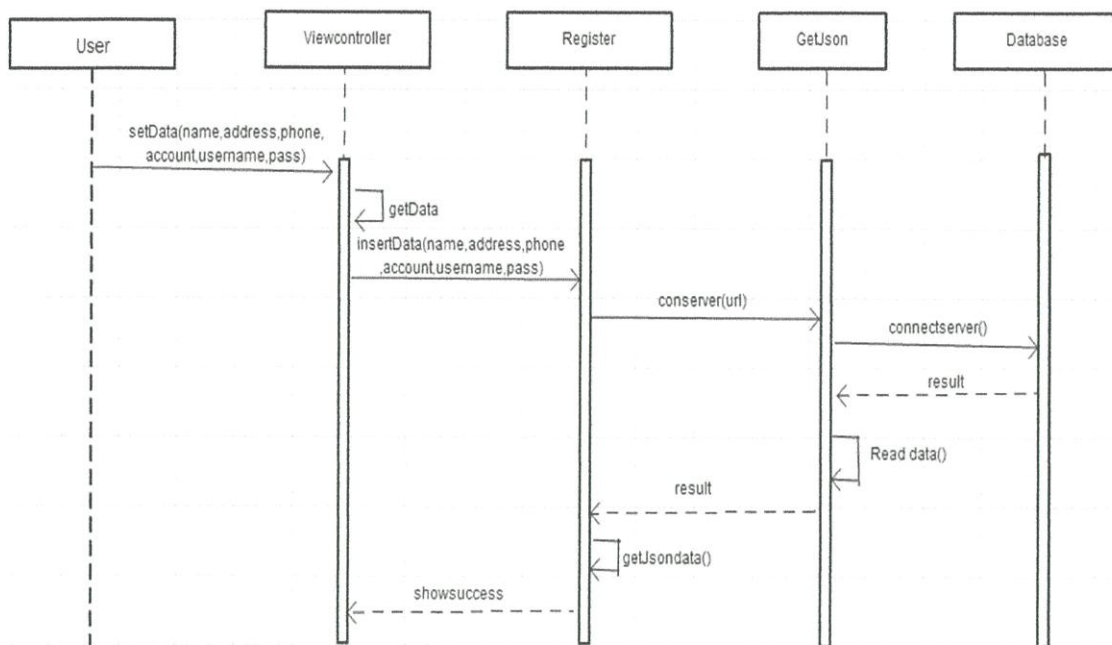 User
Viewcontroller
Register
GetJson
Database
setData(name,address,phone,
account,username,pass)
getData
insertData(name,address,phone
,account,username,pass)
conserver(url)
connectserver()
result
Read data()
result
getJsondata()
showsuccess